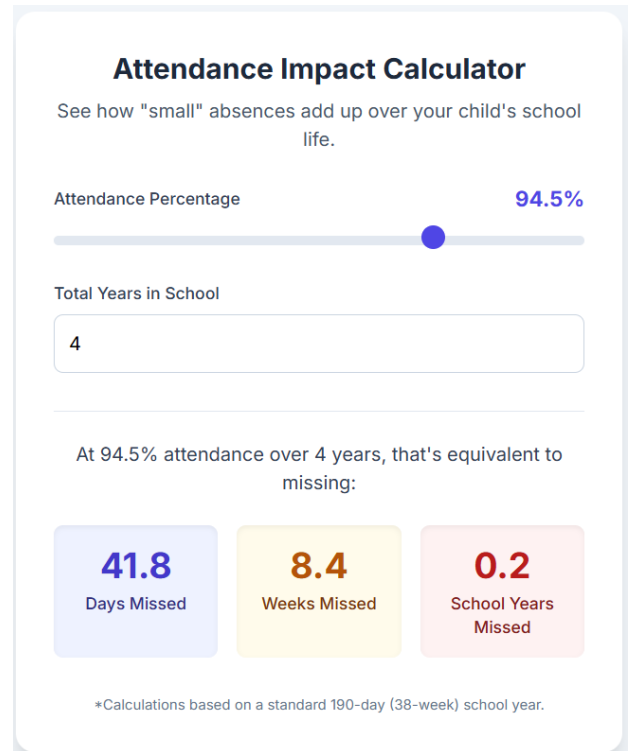 Attendance Impact Calculator
See how "small" absences add up over your child's school
life.
Attendance Percentage
94.5%
Total Years in School
4
At 94.5% attendance over 4 years, that's equivalent to
missing:
41.8
Days Missed
8.4
Weeks Missed
0.2
School Years
Missed
*Calculations based on a standard 190-day (38-week) school year.